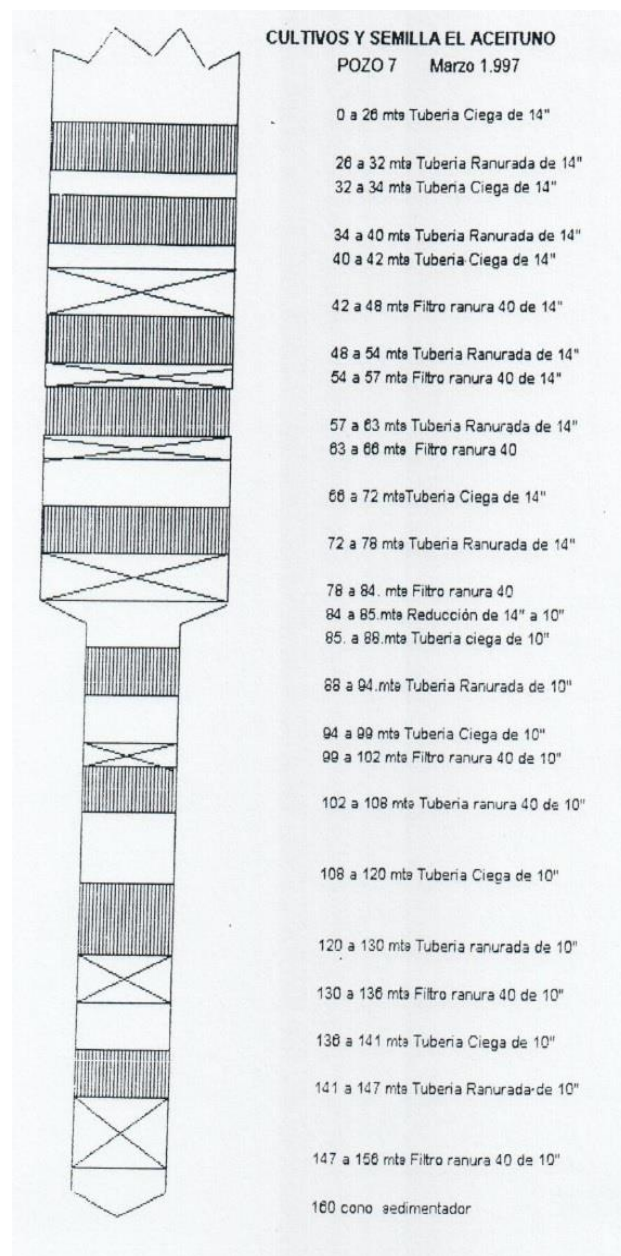 CULTIVOS Y SEMILLA EL ACEITUNO
POZO 7 Marzo 1.997
0 a 26 mts Tuberia Ciega de 14"
26 a 32 mts Tuberia Ranurada de 14"
32 a 34 mts Tuberia Ciega de 14"
34 a 40 mts Tuberia Ranurada de 14"
40 a 42 mts Tuberia Ciega de 14"
42 a 48 mts Filtro ranura 40 de 14"
48 a 54 mts Tuberia Ranurada de 14"
54 a 57 mts Filtro ranura 40 de 14"
57 a 63 mts Tuberia Ranurada de 14"
63 a 66 mts Filtro ranura 40
66 a 72 mtsTuberia Ciega de 14"
72 a 78 mts Tuberia Ranurada de 14"
78 a 84. mts Filtro ranura 40
84 a 85.mts Reducción de 14" a 10"
85. a 88.mts Tuberia ciega de 10"
88 a 94.mts Tuberia Ranurada de 10"
94 a 99 mts Tuberia Ciega de 10"
99 a 102 mts Filtro ranura 40 de 10"
102 a 108 mts Tuberia ranura 40 de 10"
108 a 120 mts Tuberia Ciega de 10"
120 a 130 mts Tuberia ranurada de 10"
130 a 136 mts Filtro ranura 40 de 10"
136 a 141 mts Tuberia Ciega de 10"
141 a 147 mts Tuberia Ranurada de 10"
147 a 156 mts Filtro ranura 40 de 10"
160 cono sedimentador